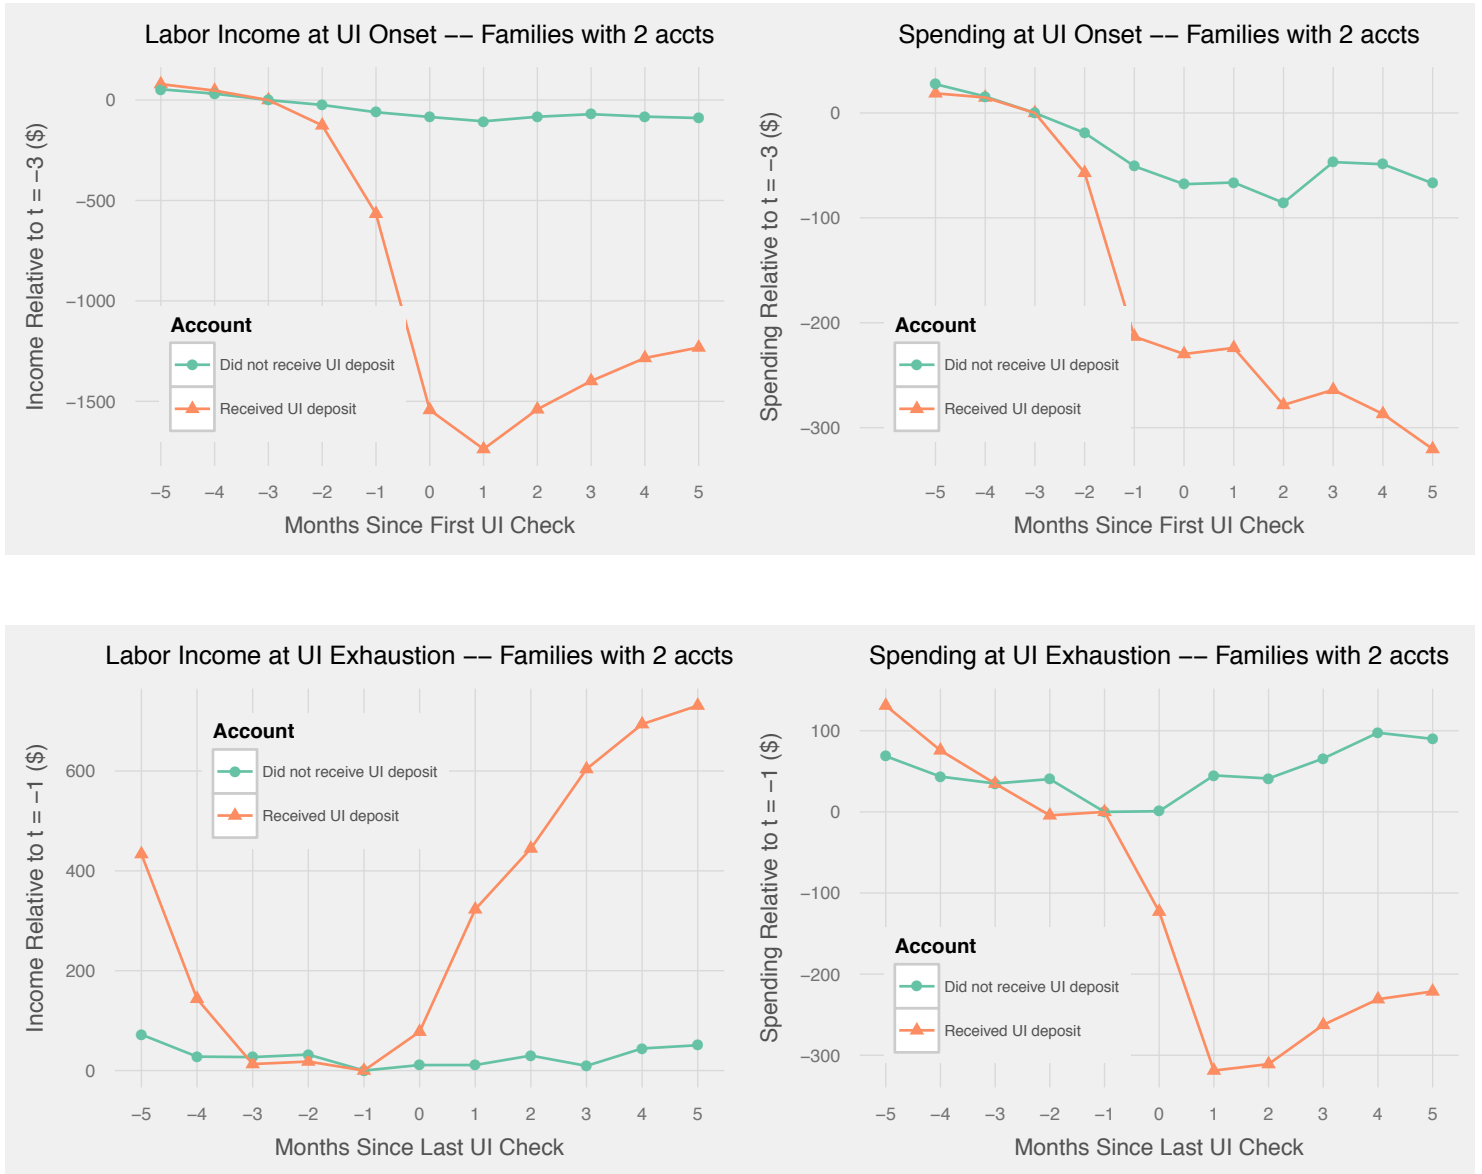 Labor Income at UI Onset −− Families with 2 accts
Income Relative to t = −3 ($)
0
−500
−1000
−1500
Account
Did not receive UI deposit
Received UI deposit
−5 −4 −3 −2 −1 0 1 2 3 4 5
Months Since First UI Check
Spending at UI Onset −− Families with 2 accts
Spending Relative to t = −3 ($)
0
−100
−200
−300
Account
Did not receive UI deposit
Received UI deposit
−5 −4 −3 −2 −1 0 1 2 3 4 5
Months Since First UI Check
Labor Income at UI Exhaustion −− Families with 2 accts
Income Relative to t = −1 ($)
600
400
200
0
Account
Did not receive UI deposit
Received UI deposit
−5 −4 −3 −2 −1 0 1 2 3 4 5
Months Since Last UI Check
Spending at UI Exhaustion −− Families with 2 accts
Spending Relative to t = −1 ($)
100
0
−100
−200
−300
Account
Did not receive UI deposit
Received UI deposit
−5 −4 −3 −2 −1 0 1 2 3 4 5
Months Since Last UI Check